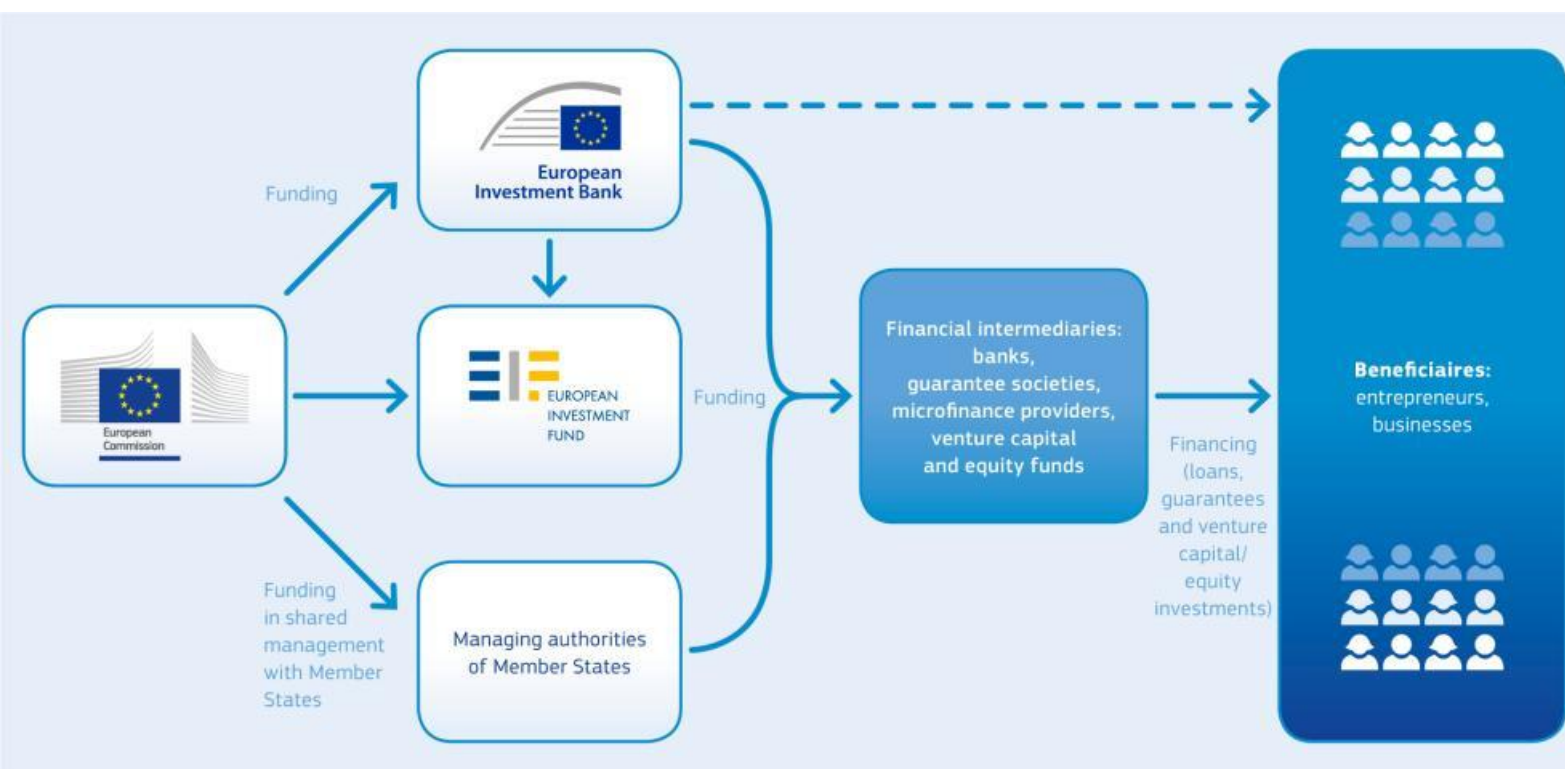 European
Investment Bank
Funding
European
Commission
EIF
EUROPEAN
INVESTMENT
FUND
Funding
Financial intermediaries:
banks,
guarantee societies,
microfinance providers,
venture capital
and equity funds
Financing
(loans,
guarantees
and venture
capital/
equity
investments)
Beneficiaires:
entrepreneurs,
businesses
Funding
in shared
management
with Member
States
Managing authorities
of Member States